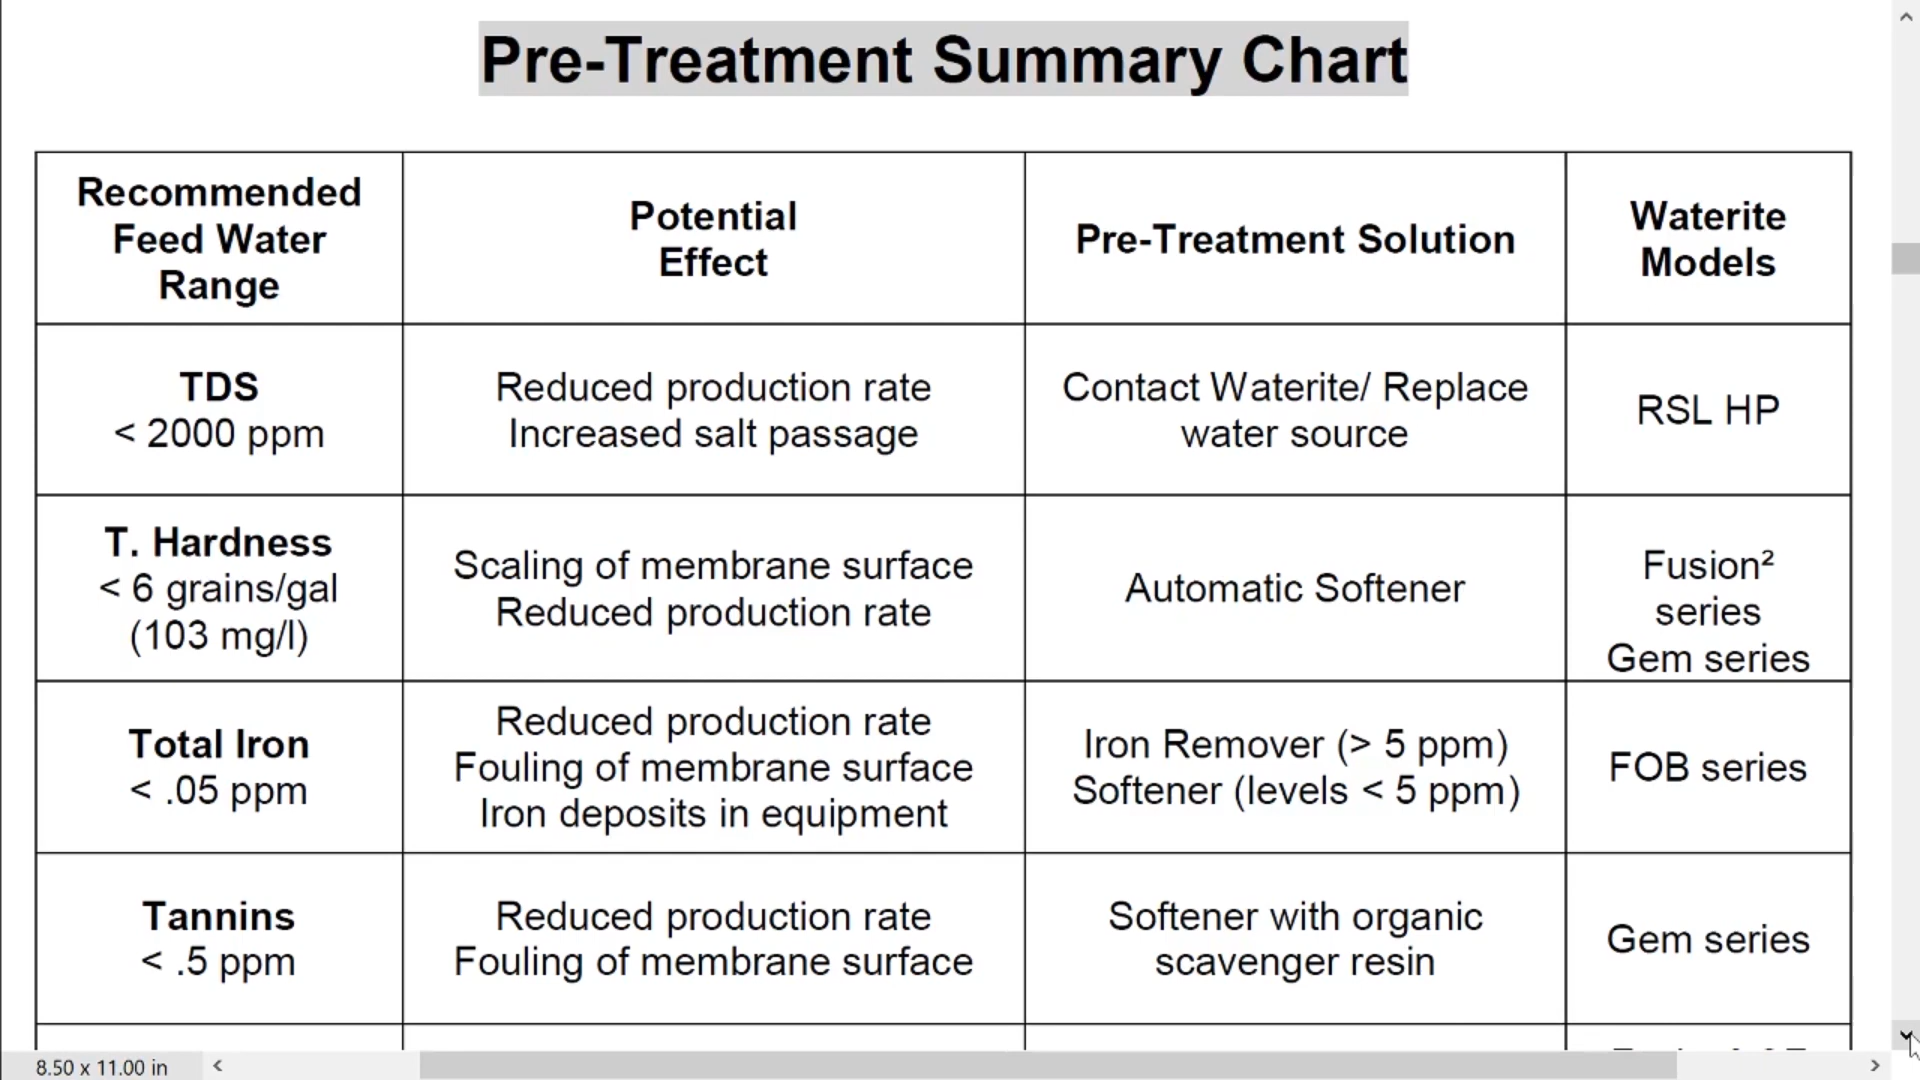 Pre-Treatment Summary Chart
Recommended
Feed Water
Range
Potential
Effect
Pre-Treatment Solution
Waterite
Models
TDS
< 2000 ppm
Reduced production rate
Increased salt passage
Contact Waterite/ Replace
water source
RSL HP
T. Hardness
< 6 grains/gal
(103 mg/l)
Scaling of membrane surface
Reduced production rate
Automatic Softener
Fusion²
series
Gem series
Total Iron
< .05 ppm
Reduced production rate
Fouling of membrane surface
Iron deposits in equipment
Iron Remover (> 5 ppm)
Softener (levels < 5 ppm)
FOB series
Tannins
< .5 ppm
Reduced production rate
Fouling of membrane surface
Softener with organic
scavenger resin
Gem series
8.50 x 11.00 in